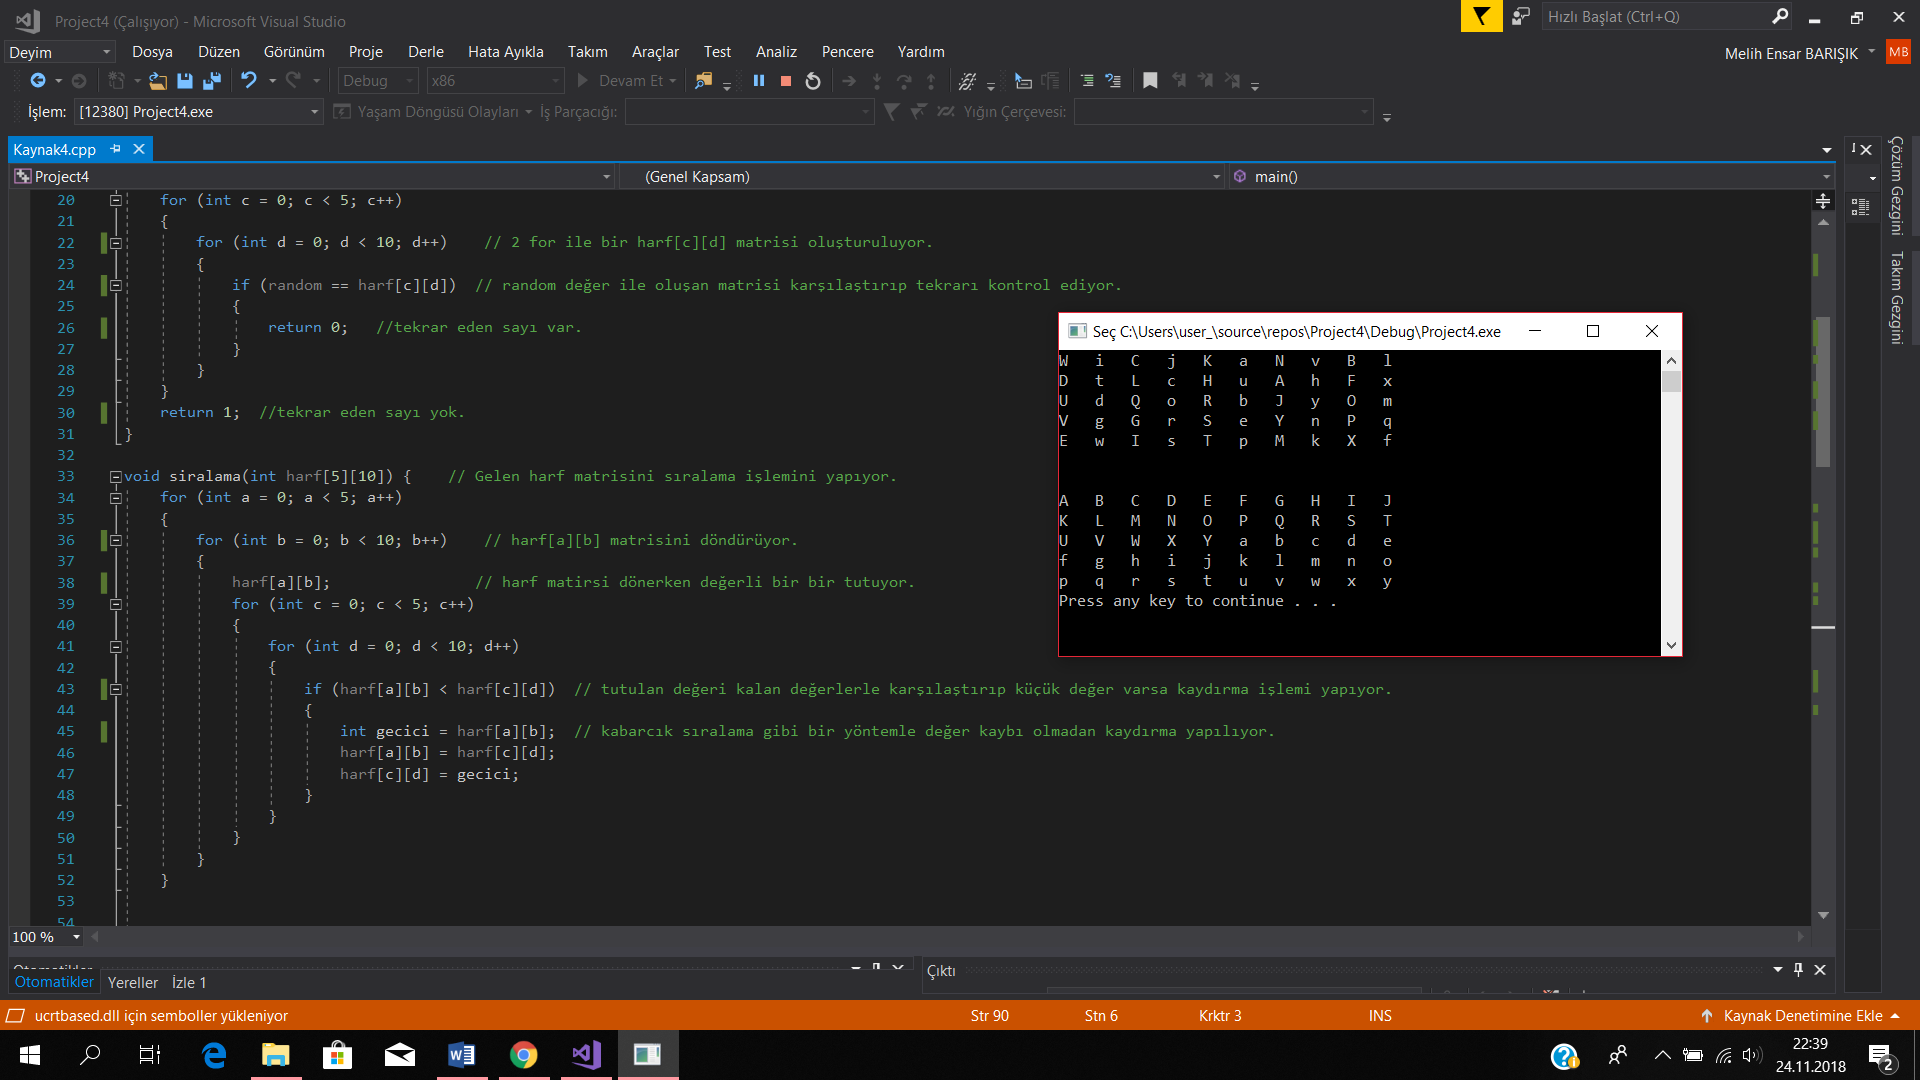 Project4 (Çalışıyor) - Microsoft Visual Studio
Hızlı Başlat (Ctrl+Q)
Deyim Dosya Düzen Görünüm Proje Derle Hata Ayıkla Takım Araçlar Test Analiz Pencere Yardım
Melih Ensar BARIŞIK MB
Debug x86 Devam Et
İşlem: [12380] Project4.exe Yaşam Döngüsü Olayları İş Parçacığı: Yığın Çerçevesi:
Kaynak4.cpp
Project4 (Genel Kapsam) main()
20 for (int c = 0; c < 5; c++)
21 {
22 for (int d = 0; d < 10; d++) // 2 for ile bir harf[c][d] matrisi oluşturuluyor.
23 {
24 if (random == harf[c][d]) // random değer ile oluşan matrisi karşılaştırıp tekrarı kontrol ediyor.
25 {
26 return 0; //tekrar eden sayı var.
27 }
28 }
29 }
30 return 1; //tekrar eden sayı yok.
31 }
32
33 void siralama(int harf[5][10]) { // Gelen harf matrisini sıralama işlemini yapıyor.
34 for (int a = 0; a < 5; a++)
35 {
36 for (int b = 0; b < 10; b++) // harf[a][b] matrisini döndürüyor.
37 {
38 harf[a][b]; // harf matirsi dönerken değerli bir bir tutuyor.
39 for (int c = 0; c < 5; c++)
40 {
41 for (int d = 0; d < 10; d++)
42 {
43 if (harf[a][b] < harf[c][d]) // tutulan değeri kalan değerlerle karşılaştırıp küçük değer varsa kaydırma işlemi yapıyor.
44 {
45 int gecici = harf[a][b]; // kabarcık sıralama gibi bir yöntemle değer kaybı olmadan kaydırma yapılıyor.
46 harf[a][b] = harf[c][d];
47 harf[c][d] = gecici;
48 }
49 }
50 }
51 }
52 }
53
54
Seç C:\Users\user_\source\repos\Project4\Debug\Project4.exe
W i C j K a N v B l
D t L c H u A h F x
U d Q o R b J y O m
V g G r S e Y n P q
E w I s T p M k X f
A B C D E F G H I J
K L M N O P Q R S T
U V W X Y a b c d e
f g h i j k l m n o
p q r s t u v w x y
Press any key to continue . . .
Çözüm Gezgini
Takım Gezgini
100 %
Otomatikler
Otomatikler Yereller İzle 1
Çıktı
ucrtbased.dll için semboller yükleniyor
Str 90 Stn 6 Krktr 3 INS Kaynak Denetimine Ekle
22:39
24.11.2018
2